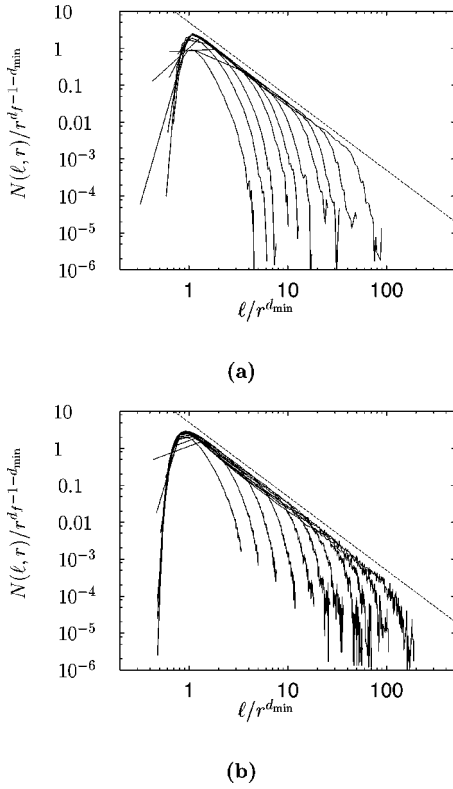 10
1
0.1
0.01
10⁻³
10⁻⁴
10⁻⁵
10⁻⁶
N(ℓ, r)/r^{d_f−1−d_min}
1 10 100
ℓ/r^{d_min}
(a)
10
1
0.1
0.01
10⁻³
10⁻⁴
10⁻⁵
10⁻⁶
N(ℓ, r)/r^{d_f−1−d_min}
1 10 100
ℓ/r^{d_min}
(b)